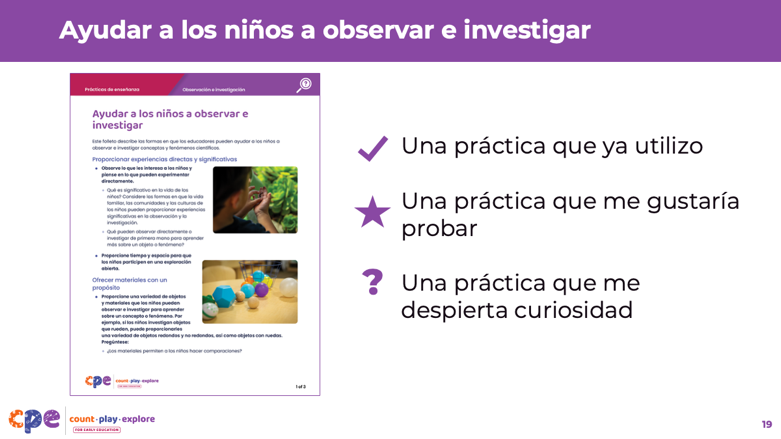 Ayudar a los niños a observar e investigar
Prácticas de enseñanza
Observación e investigación
Ayudar a los niños a observar e
investigar
Este folleto describe las formas en que los educadores pueden ayudar a los niños a
observar e investigar conceptos y fenómenos científicos.
Proporcionar experiencias directas y significativas
Observe lo que les interesa a los niños y
piense en lo que pueden experimentar
directamente.
Qué es significativo en la vida de los
niños? Considere las formas en que la vida
familiar, las comunidades y las culturas de
los niños pueden proporcionar experiencias
significativas en la observación y la
investigación.
Qué pueden observar directamente o
investigar de primera mano para aprender
más sobre un objeto o fenómeno?
Proporcione tiempo y espacio para que
los niños participen en una exploración
abierta.
Ofrecer materiales con un
propósito
Proporcione una variedad de objetos
y materiales que los niños pueden
observar e investigar para aprender
sobre un concepto o fenómeno. Por
ejemplo, si los niños investigan objetos
que ruedan, puede proporcionarles
una variedad de objetos redondos y no redondos, así como objetos con ruedas.
Pregúntese:
¿Los materiales permiten a los niños hacer comparaciones?
cpe count·play·explore
FOR EARLY EDUCATION
1 of 2
Una práctica que ya utilizo
Una práctica que me gustaría
probar
? Una práctica que me
despierta curiosidad
cpe count·play·explore
FOR EARLY EDUCATION
19